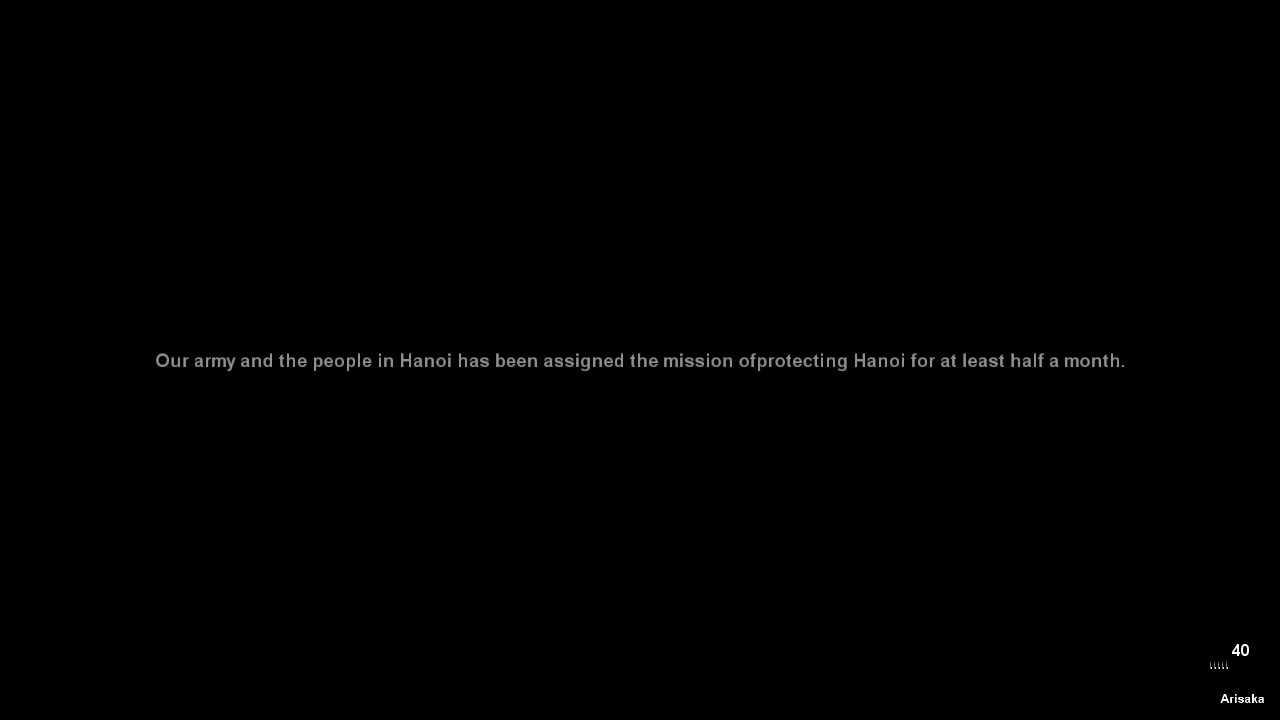 Our army and the people in Hanoi has been assigned the mission ofprotecting Hanoi for at least half a month.
40
Arisaka